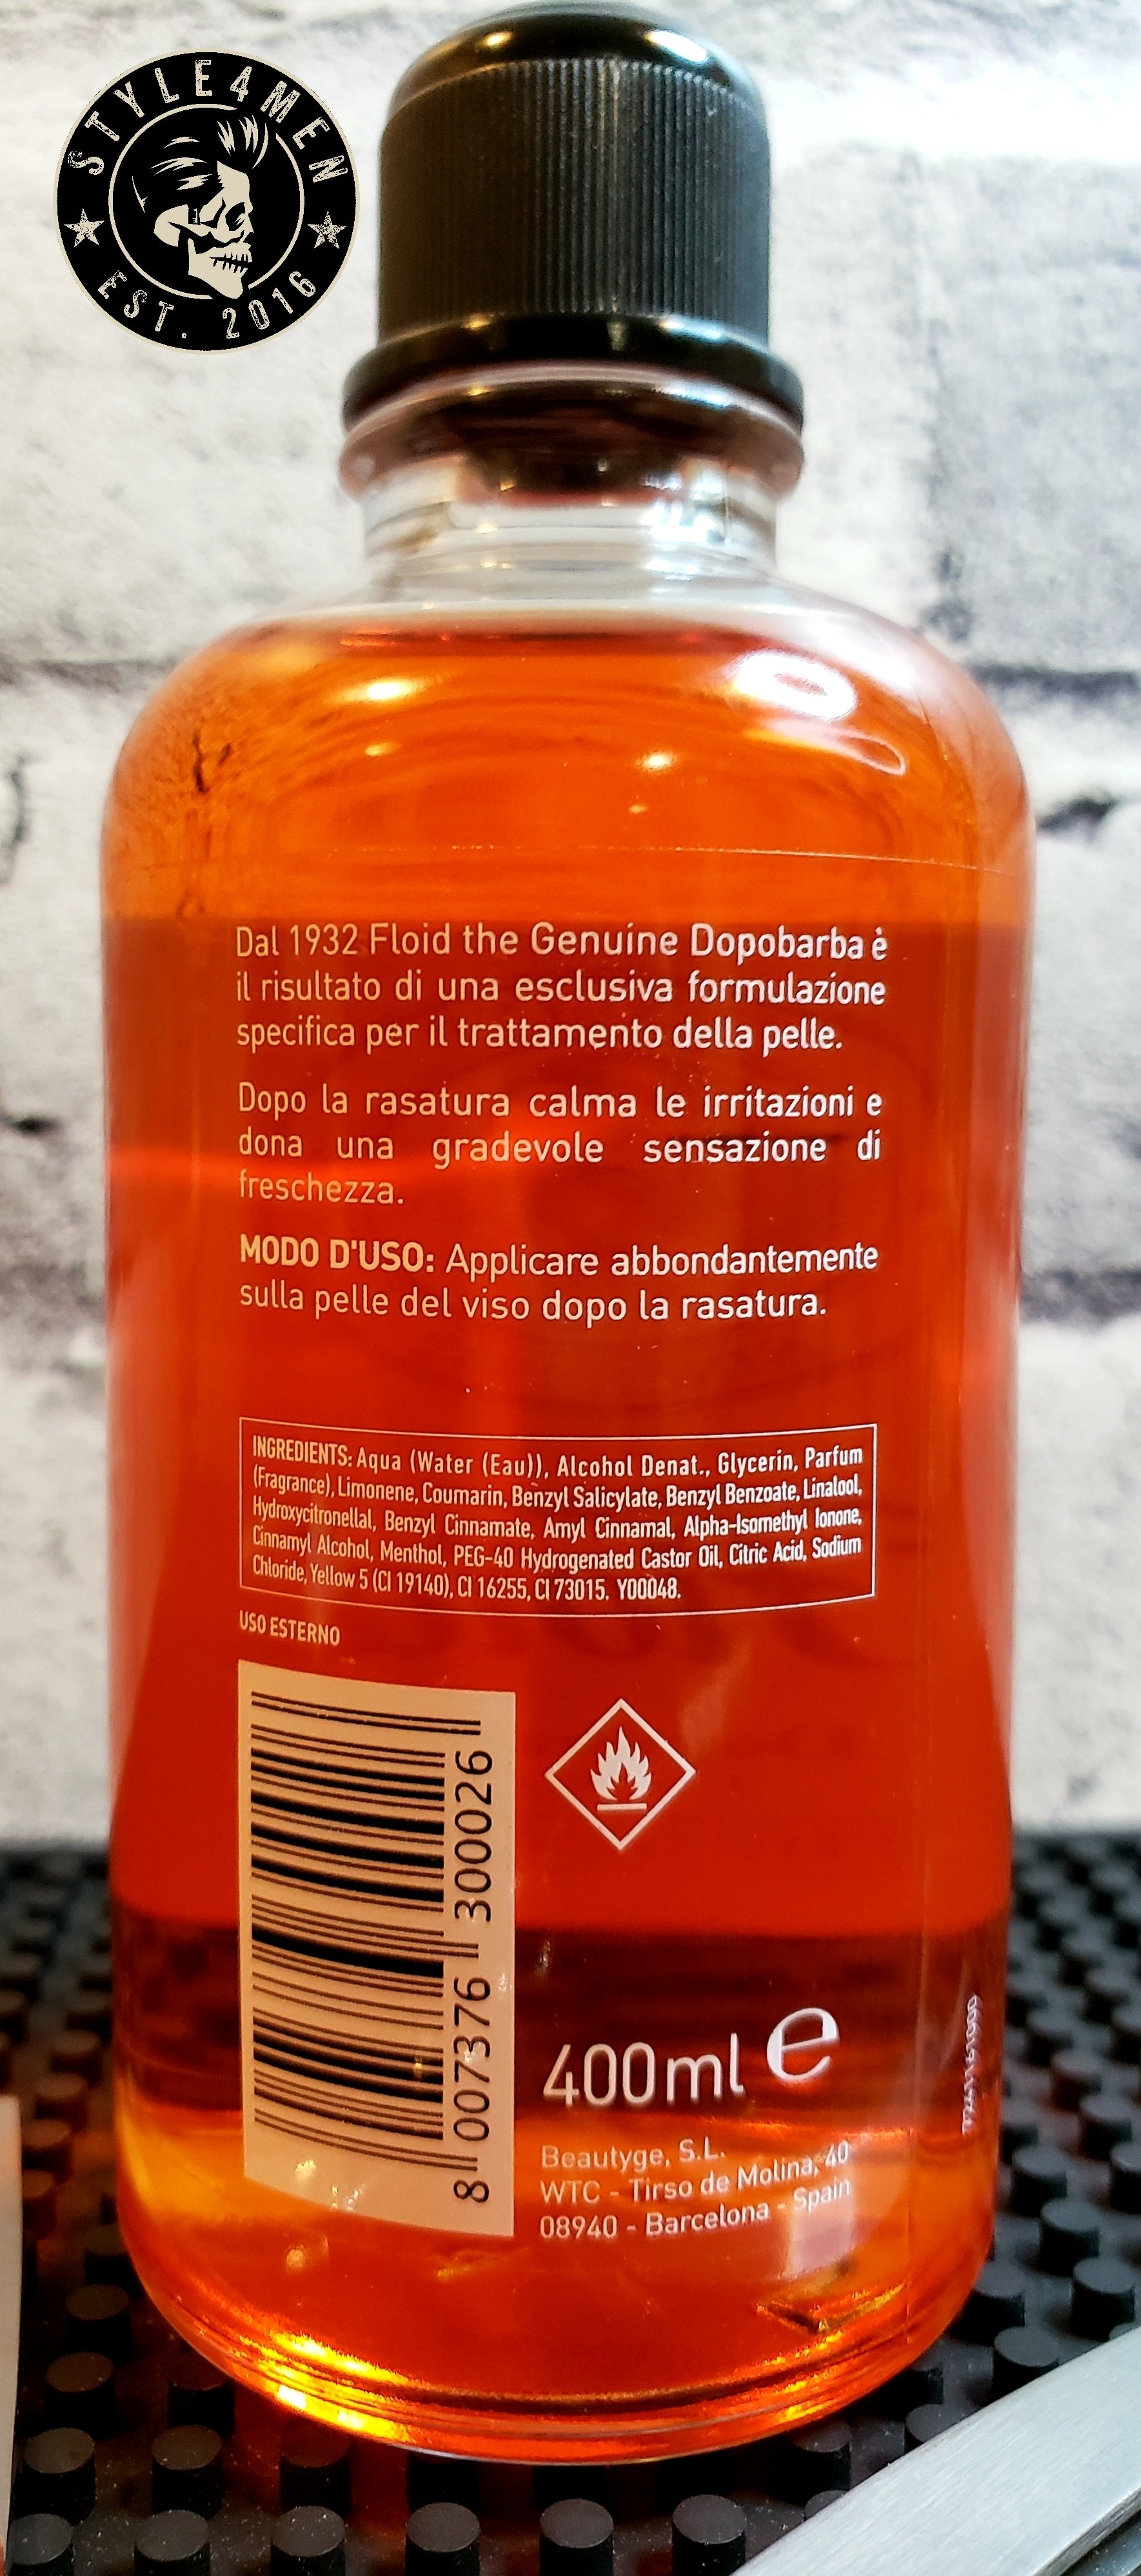 STYLE4MEN
EST. 2016
Dal 1932 Floid the Genuine Dopobarba è
il risultato di una esclusiva formulazione
specifica per il trattamento della pelle.
Dopo la rasatura calma le irritazioni e
dona una gradevole sensazione di
freschezza.
MODO D'USO: Applicare abbondantemente
sulla pelle del viso dopo la rasatura.
INGREDIENTS: Aqua (Water (Eau)), Alcohol Denat., Glycerin, Parfum
(Fragrance), Limonene, Coumarin, Benzyl Salicylate, Benzyl Benzoate, Linalool,
Hydroxycitronellal, Benzyl Cinnamate, Amyl Cinnamal, Alpha-Isomethyl Ionone,
Cinnamyl Alcohol, Menthol, PEG-40 Hydrogenated Castor Oil, Citric Acid, Sodium
Chloride, Yellow 5 (CI 19140), CI 16255, CI 73015. Y00048.
USO ESTERNO
8 007376 300026
400ml e
Beautyge, S.L.
WTC - Tirso de Molina, 40
08940 - Barcelona - Spain